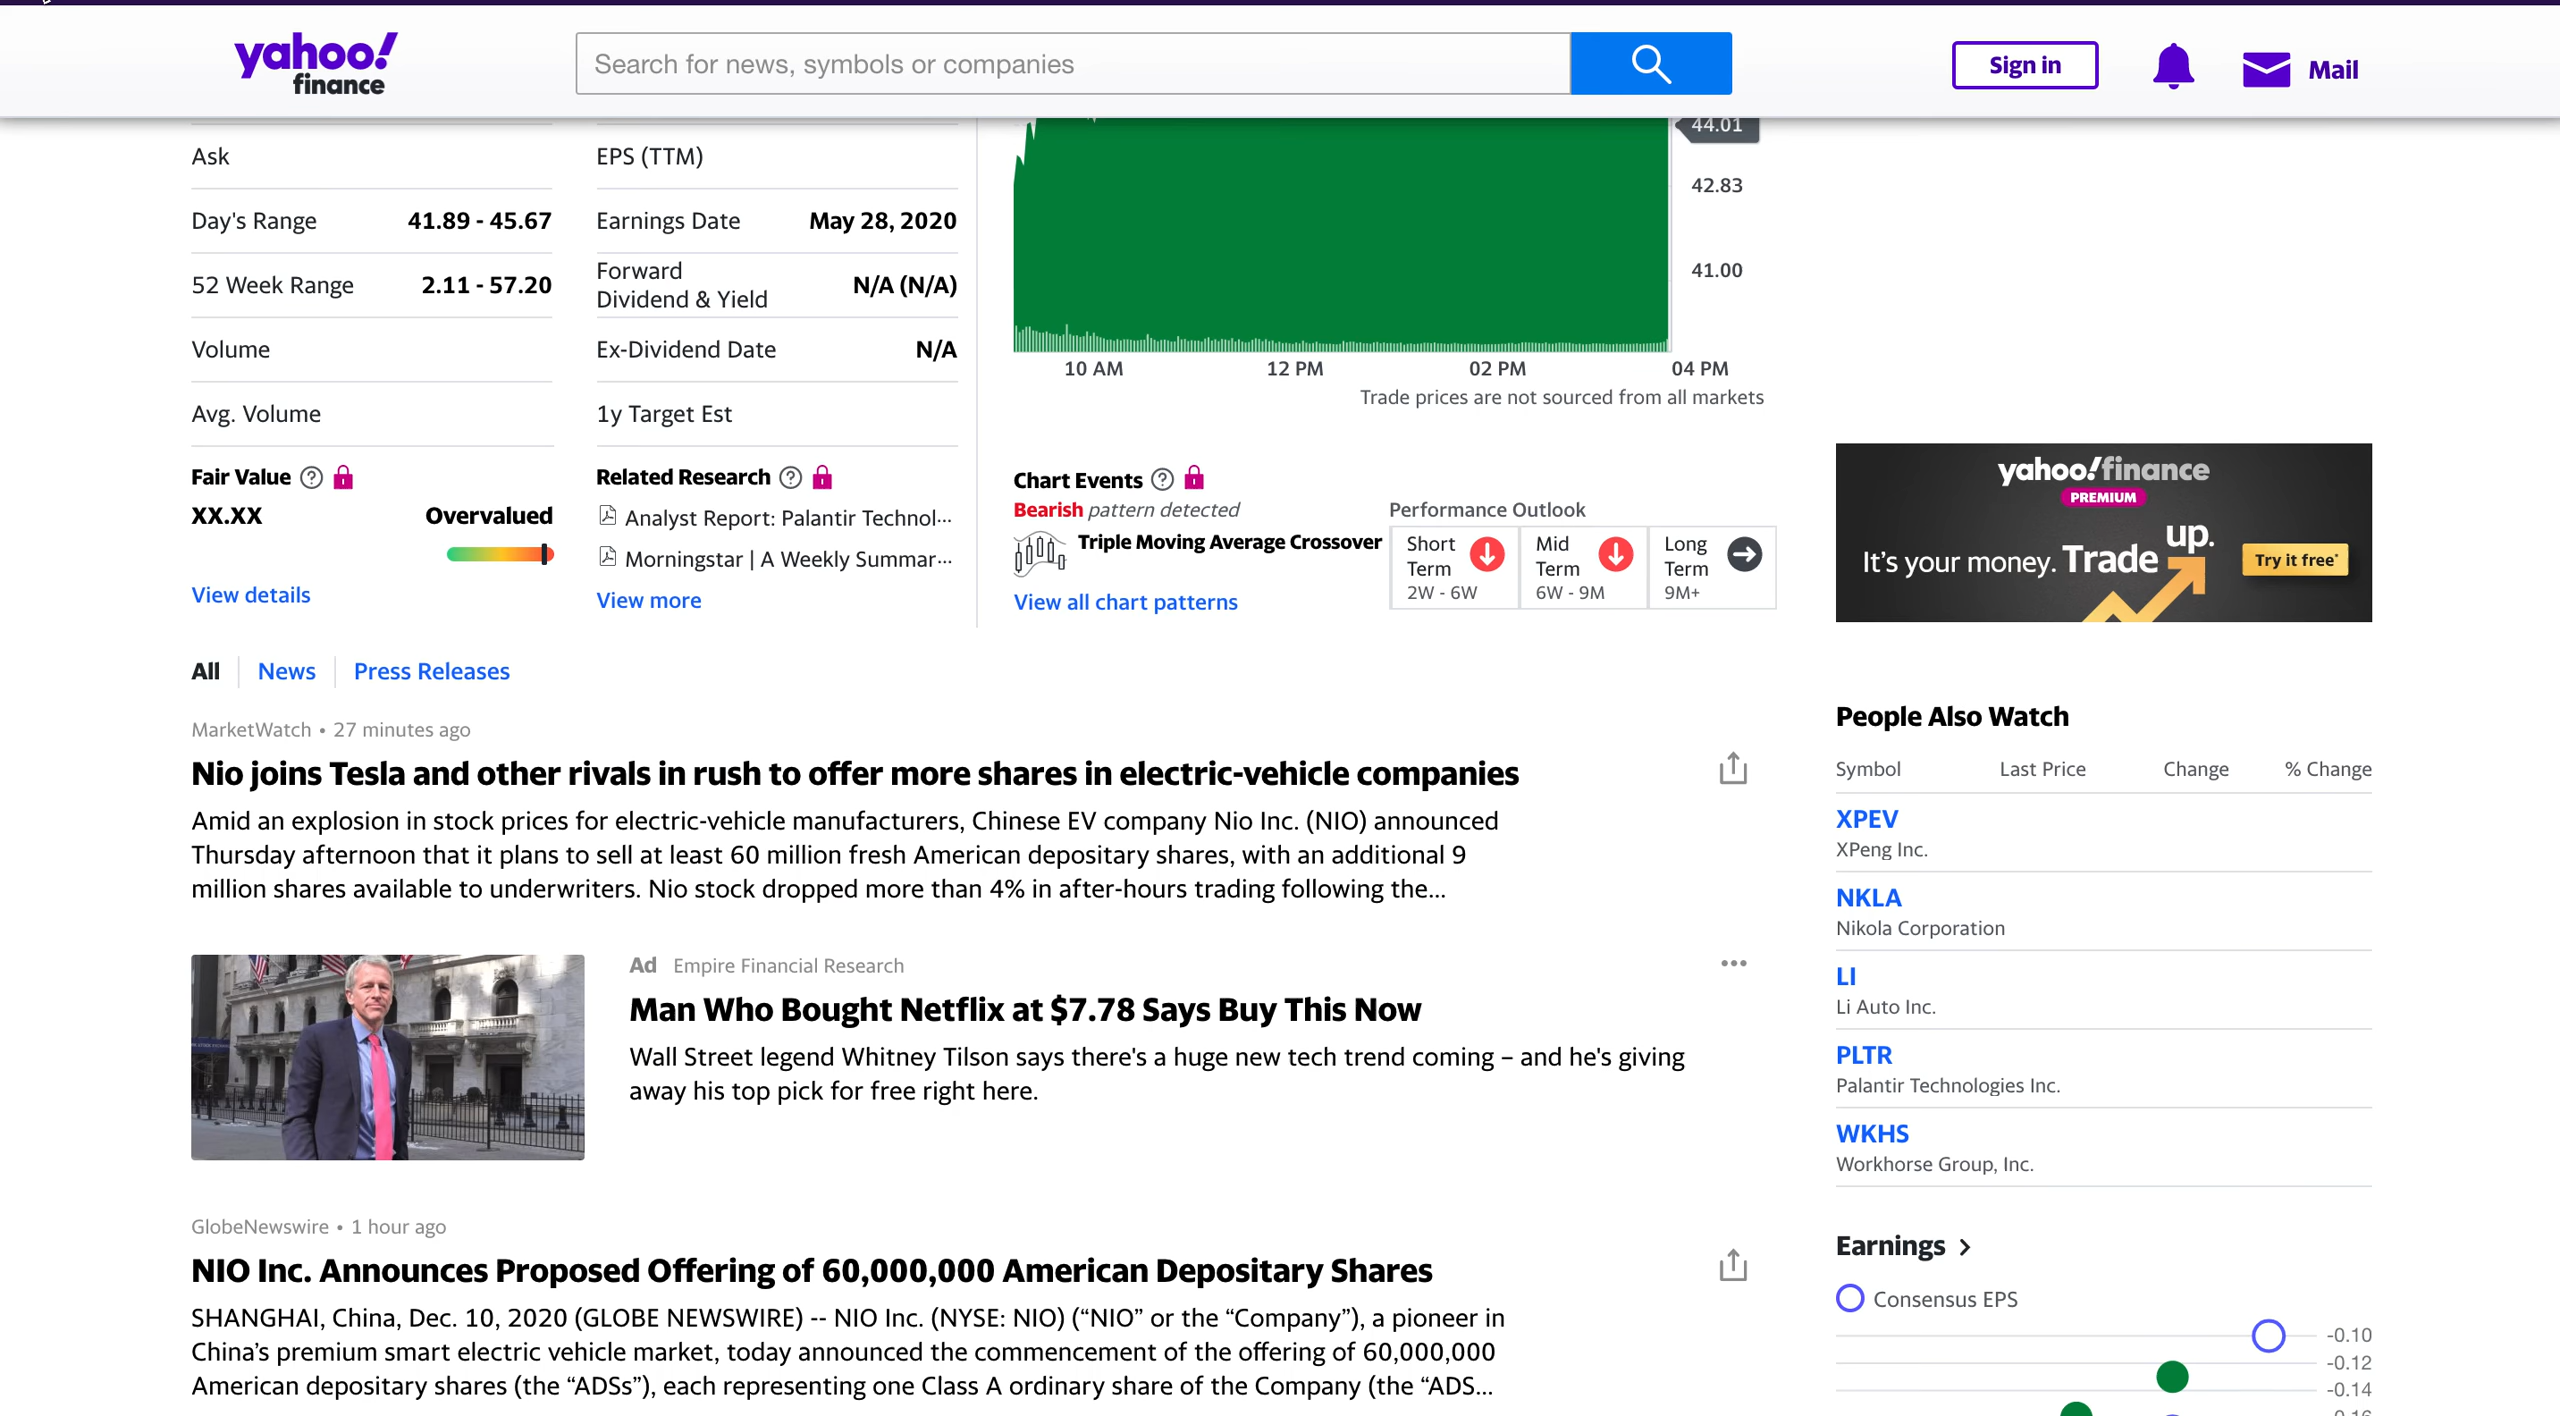 yahoo!
finance
Search for news, symbols or companies
Sign in
Mail
Ask
Day's Range 41.89 - 45.67
52 Week Range 2.11 - 57.20
Volume
Avg. Volume
EPS (TTM)
Earnings Date May 28, 2020
Forward
Dividend & Yield N/A (N/A)
Ex-Dividend Date N/A
1y Target Est
44.01
42.83
41.00
10 AM 12 PM 02 PM 04 PM
Trade prices are not sourced from all markets
Fair Value
XX.XX Overvalued
View details
Related Research
Analyst Report: Palantir Technol...
Morningstar | A Weekly Summar...
View more
Chart Events
Bearish pattern detected
Triple Moving Average Crossover
View all chart patterns
Performance Outlook
Short
Term
2W - 6W
Mid
Term
6W - 9M
Long
Term
9M+
yahoo!finance
PREMIUM
It's your money. Trade up.
Try it free*
All News Press Releases
MarketWatch • 27 minutes ago
Nio joins Tesla and other rivals in rush to offer more shares in electric-vehicle companies
Amid an explosion in stock prices for electric-vehicle manufacturers, Chinese EV company Nio Inc. (NIO) announced
Thursday afternoon that it plans to sell at least 60 million fresh American depositary shares, with an additional 9
million shares available to underwriters. Nio stock dropped more than 4% in after-hours trading following the...
Ad Empire Financial Research
Man Who Bought Netflix at $7.78 Says Buy This Now
Wall Street legend Whitney Tilson says there's a huge new tech trend coming – and he's giving
away his top pick for free right here.
GlobeNewswire • 1 hour ago
NIO Inc. Announces Proposed Offering of 60,000,000 American Depositary Shares
SHANGHAI, China, Dec. 10, 2020 (GLOBE NEWSWIRE) -- NIO Inc. (NYSE: NIO) (“NIO” or the “Company”), a pioneer in
China’s premium smart electric vehicle market, today announced the commencement of the offering of 60,000,000
American depositary shares (the “ADSs”), each representing one Class A ordinary share of the Company (the “ADS...
People Also Watch
Symbol Last Price Change % Change
XPEV
XPeng Inc.
NKLA
Nikola Corporation
LI
Li Auto Inc.
PLTR
Palantir Technologies Inc.
WKHS
Workhorse Group, Inc.
Earnings
Consensus EPS
-0.10
-0.12
-0.14